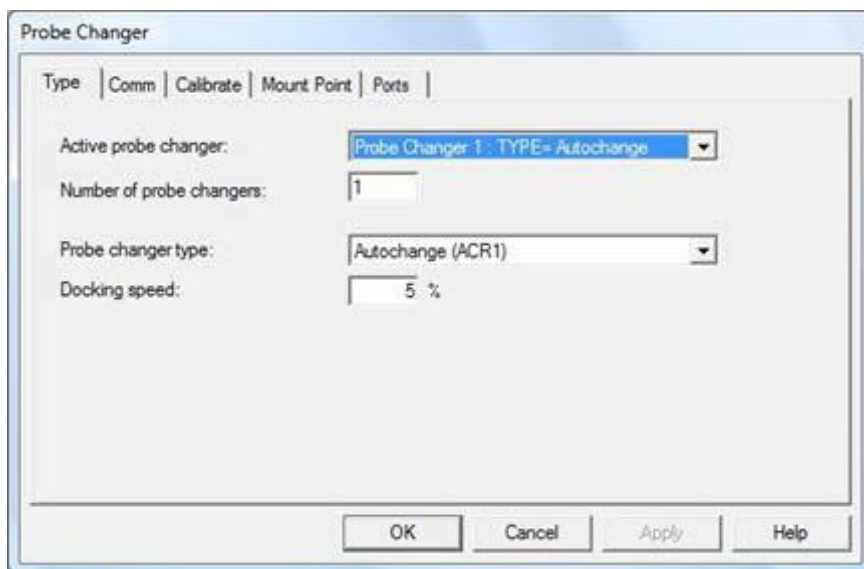 Probe Changer
Type Comm Calibrate Mount Point Ports
Active probe changer: Probe Changer 1 : TYPE= Autochange
Number of probe changers: 1
Probe changer type: Autochange (ACR1)
Docking speed: 5 %
OK Cancel Apply Help